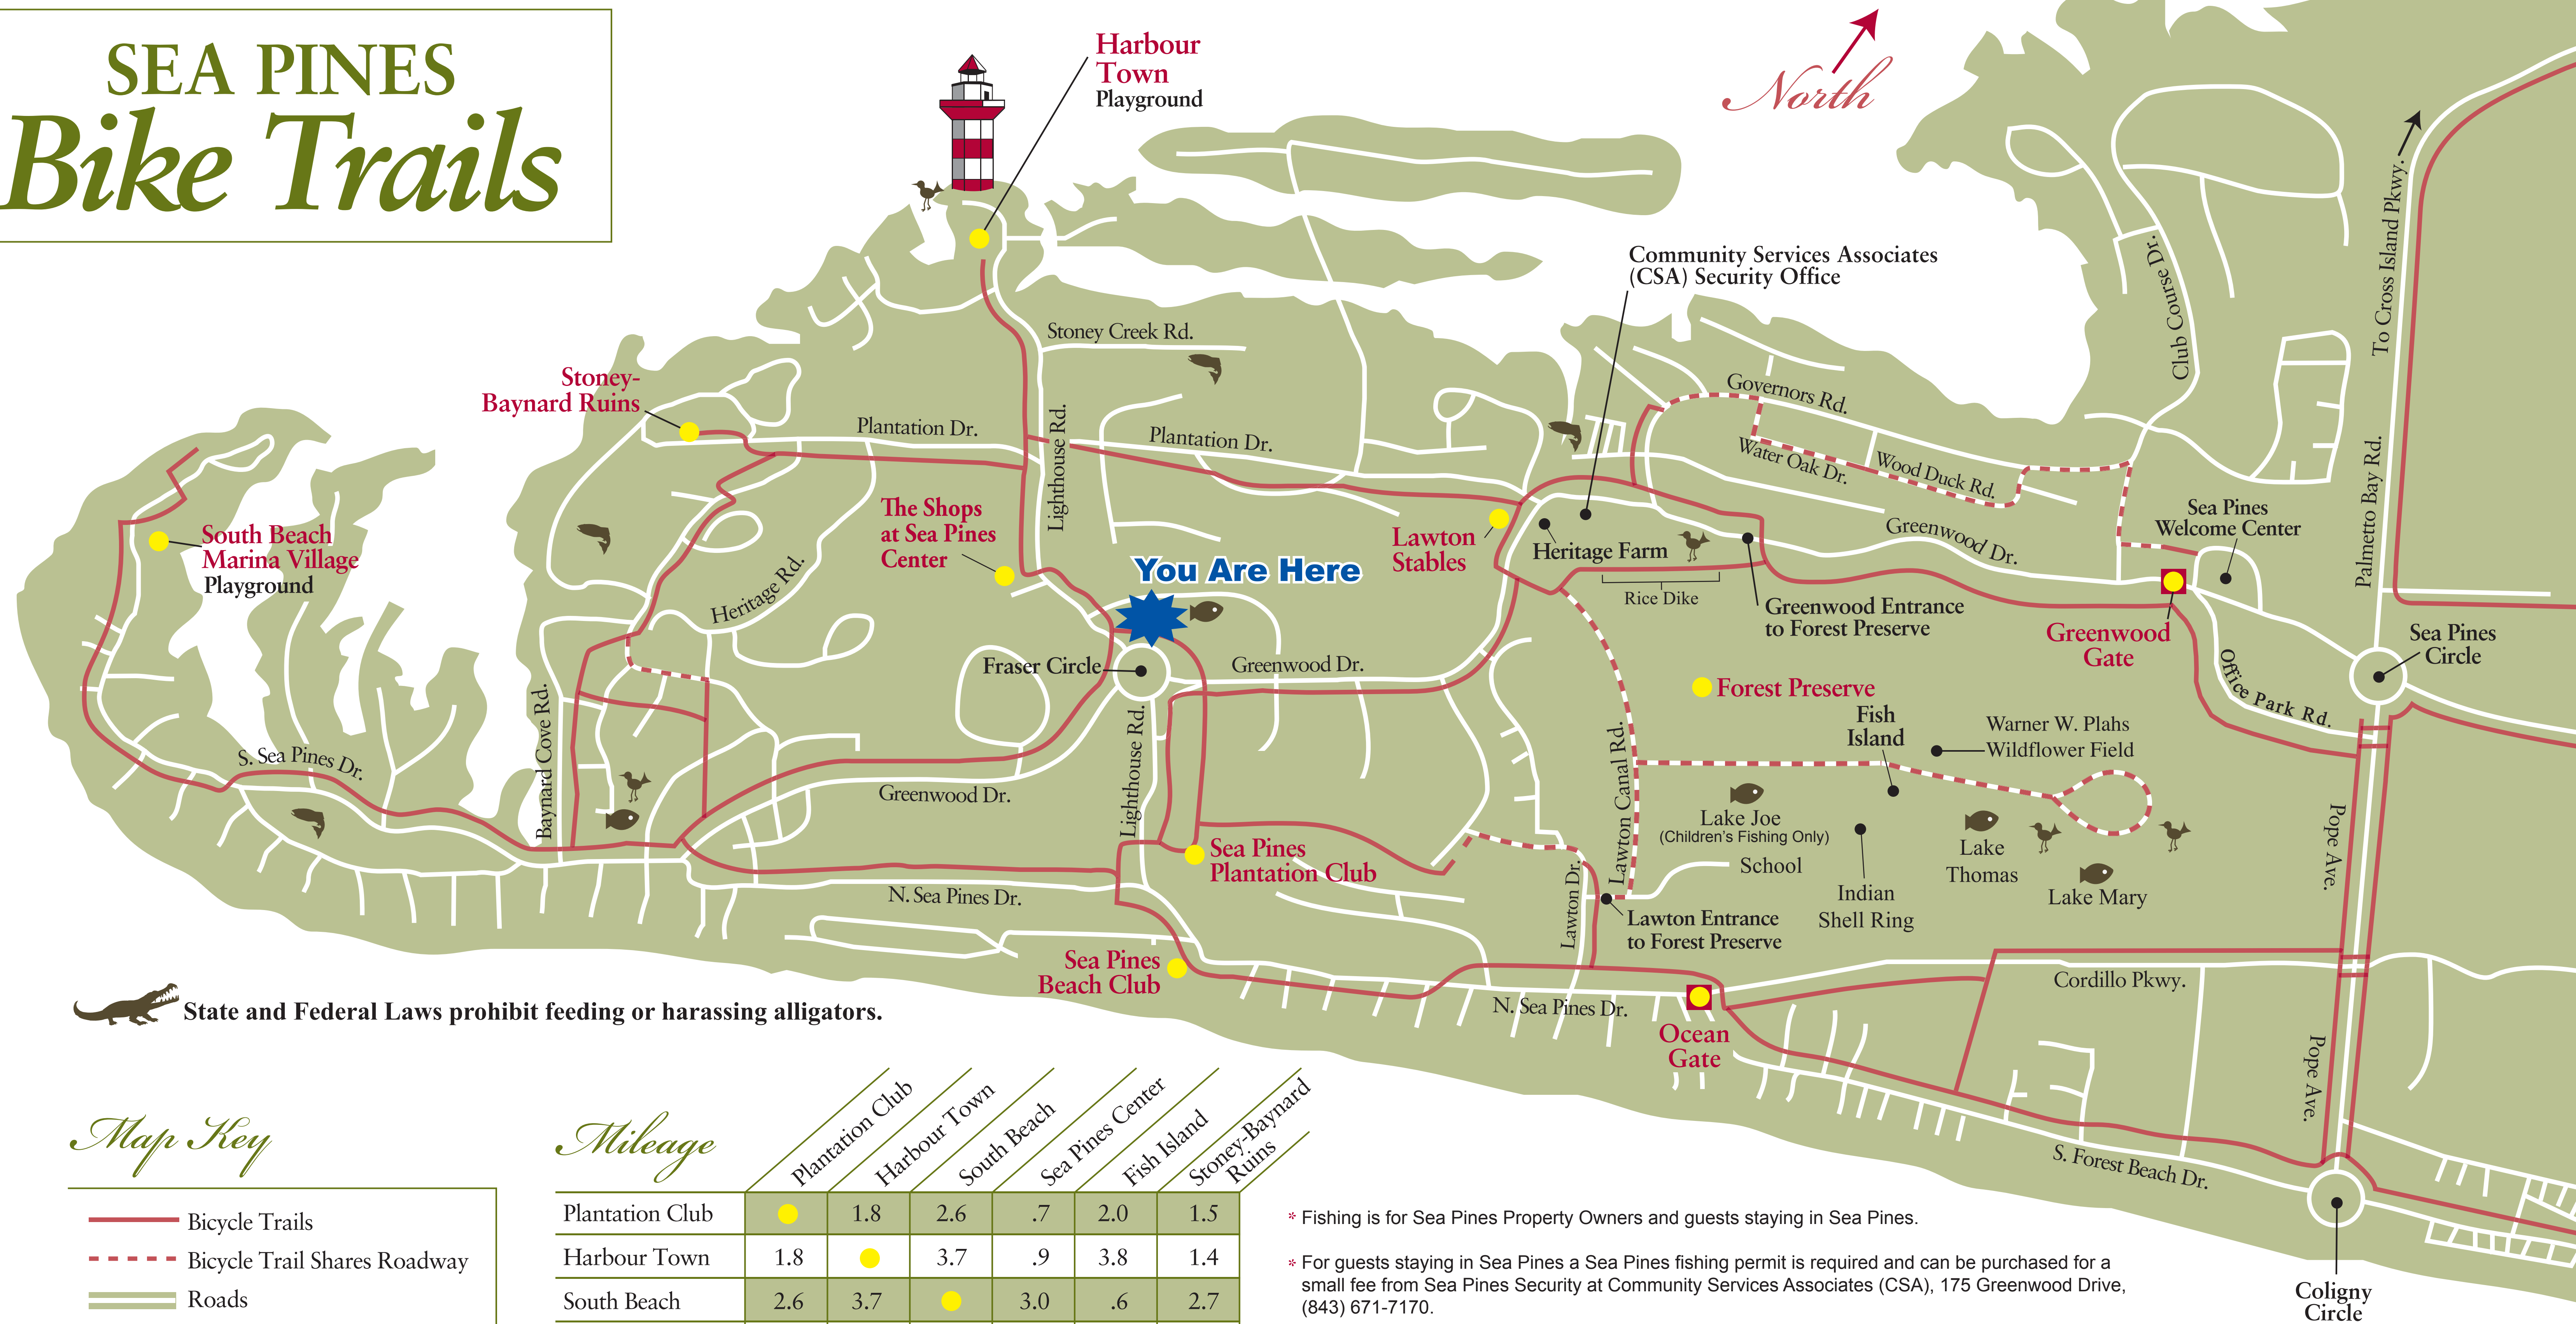 SEA PINES
Bike Trails
Harbour
Town
Playground
North
To Cross Island Pkwy.
Club Course Dr.
Palmetto Bay Rd.
Community Services Associates
(CSA) Security Office
Stoney Creek Rd.
Stoney-
Baynard Ruins
Governors Rd.
Plantation Dr.
Lighthouse Rd.
Plantation Dr.
Water Oak Dr.
Wood Duck Rd.
The Shops
at Sea Pines
Center
South Beach
Marina Village
Playground
Lawton
Stables
Heritage Farm
Greenwood Dr.
Sea Pines
Welcome Center
You Are Here
Heritage Rd.
Rice Dike
Greenwood Entrance
to Forest Preserve
Greenwood
Gate
Sea Pines
Circle
Office Park Rd.
Fraser Circle
Greenwood Dr.
Forest Preserve
Fish
Island
Warner W. Plahs
Wildflower Field
Baynard Cove Rd.
Lighthouse Rd.
Lawton Canal Rd.
S. Sea Pines Dr.
Greenwood Dr.
Lake Joe
(Children's Fishing Only)
School
Lake
Thomas
Pope Ave.
Sea Pines
Plantation Club
Indian
Shell Ring
Lake Mary
N. Sea Pines Dr.
Lawton Dr.
Lawton Entrance
to Forest Preserve
Sea Pines
Beach Club
Cordillo Pkwy.
N. Sea Pines Dr.
Ocean
Gate
Pope Ave.
S. Forest Beach Dr.
Coligny
Circle
State and Federal Laws prohibit feeding or harassing alligators.
Map Key
Bicycle Trails
Bicycle Trail Shares Roadway
Roads
Mileage
Plantation Club
Harbour Town
South Beach
Sea Pines Center
Fish Island
Stoney-Baynard
Ruins
Plantation Club 1.8 2.6 .7 2.0 1.5
Harbour Town 1.8 3.7 .9 3.8 1.4
South Beach 2.6 3.7 3.0 .6 2.7
* Fishing is for Sea Pines Property Owners and guests staying in Sea Pines.
* For guests staying in Sea Pines a Sea Pines fishing permit is required and can be purchased for a
small fee from Sea Pines Security at Community Services Associates (CSA), 175 Greenwood Drive,
(843) 671-7170.